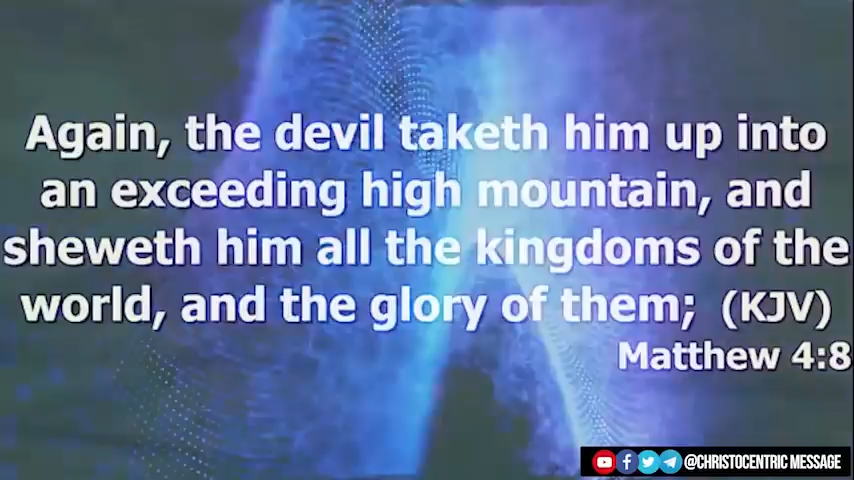 Again, the devil taketh him up into
an exceeding high mountain, and
sheweth him all the kingdoms of the
world, and the glory of them; (KJV)
Matthew 4:8
@CHRISTOCENTRIC MESSAGE